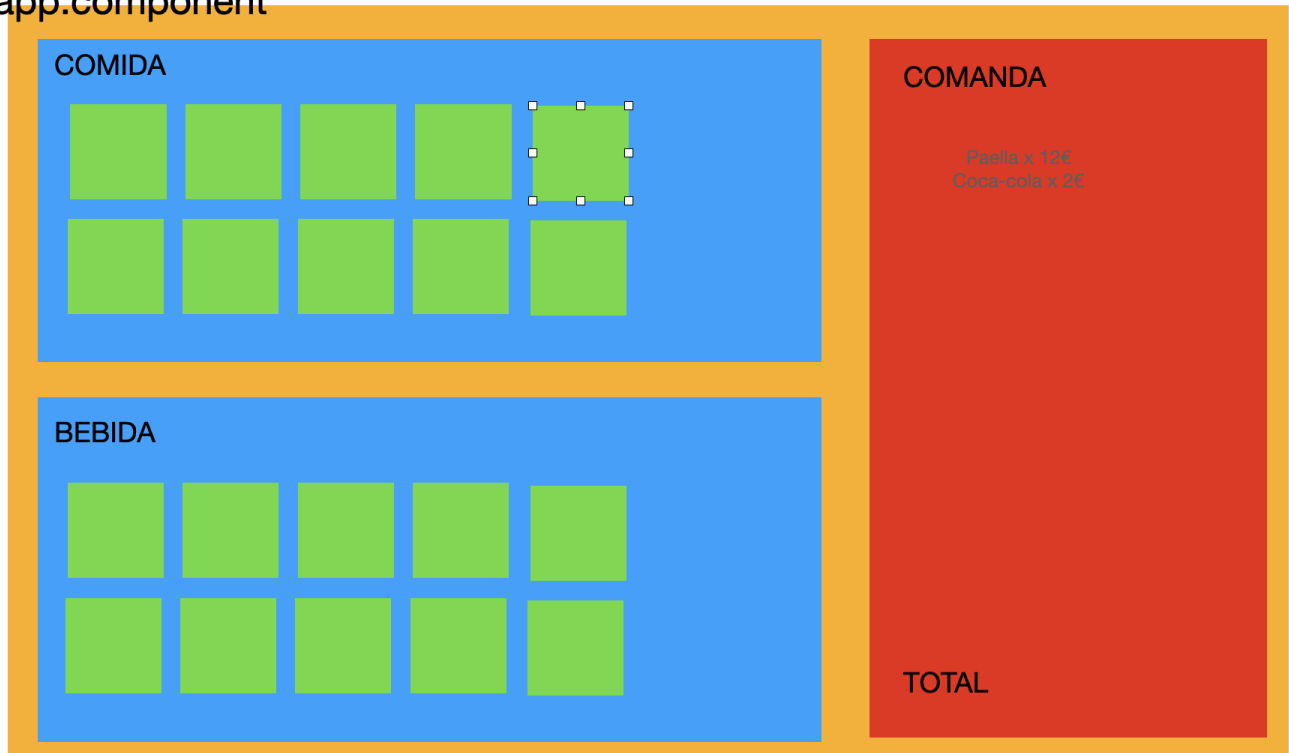 app.component
COMIDA
BEBIDA
COMANDA
Paella x 12€
Coca-cola x 2€
TOTAL